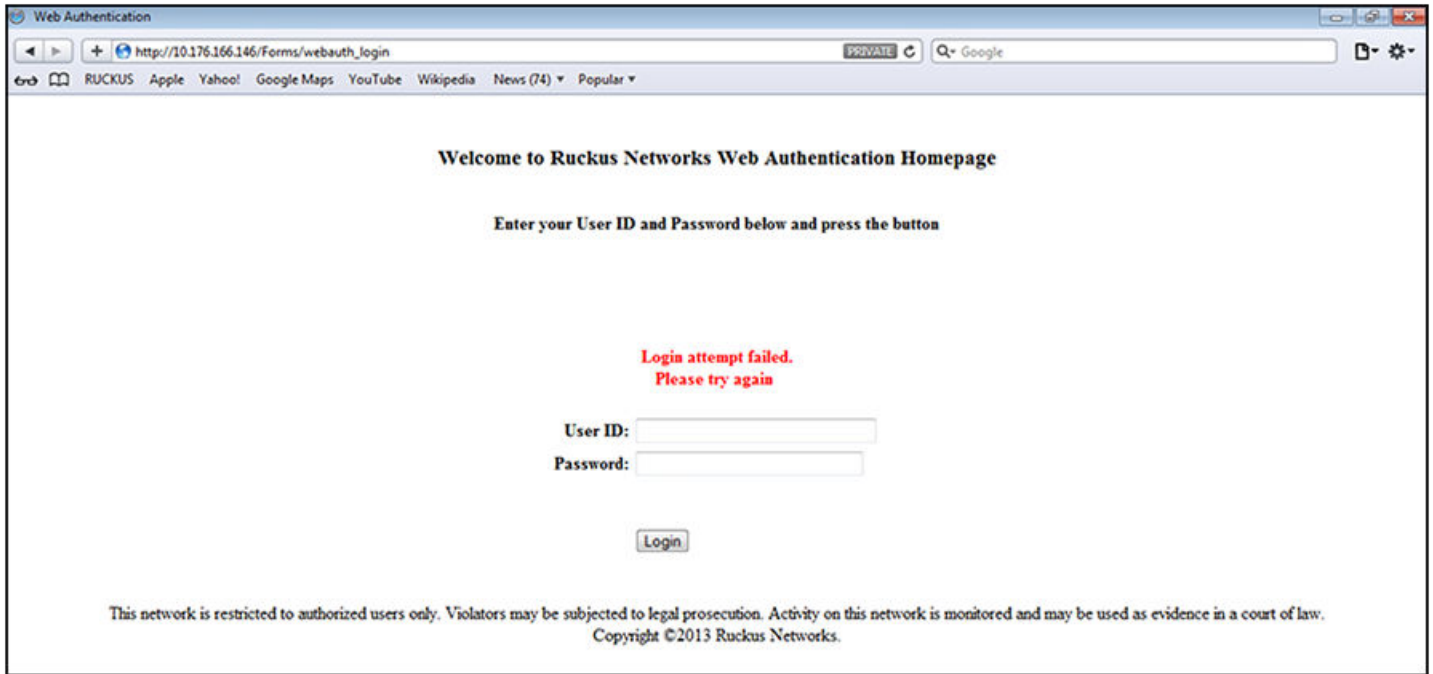 Web Authentication
http://10.176.166.146/Forms/webauth_login
PRIVATE
Google
RUCKUS Apple Yahoo! Google Maps YouTube Wikipedia News (74) ▼ Popular ▼
Welcome to Ruckus Networks Web Authentication Homepage
Enter your User ID and Password below and press the button
Login attempt failed.
Please try again
User ID:
Password:
Login
This network is restricted to authorized users only. Violators may be subjected to legal prosecution. Activity on this network is monitored and may be used as evidence in a court of law.
Copyright ©2013 Ruckus Networks.